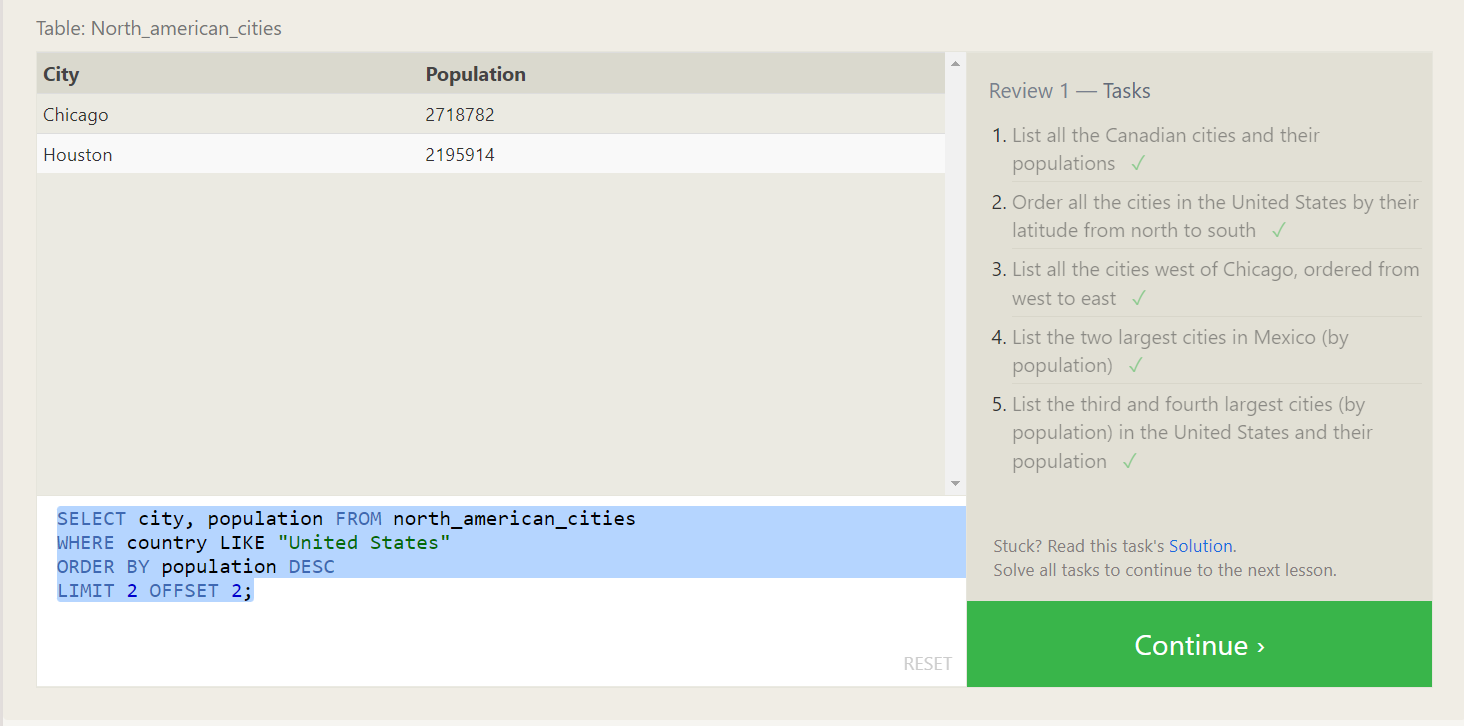 Table: North_american_cities
City Population
Chicago 2718782
Houston 2195914
SELECT city, population FROM north_american_cities
WHERE country LIKE "United States"
ORDER BY population DESC
LIMIT 2 OFFSET 2;
RESET
Review 1 — Tasks
1. List all the Canadian cities and their
populations ✓
2. Order all the cities in the United States by their
latitude from north to south ✓
3. List all the cities west of Chicago, ordered from
west to east ✓
4. List the two largest cities in Mexico (by
population) ✓
5. List the third and fourth largest cities (by
population) in the United States and their
population ✓
Stuck? Read this task's Solution.
Solve all tasks to continue to the next lesson.
Continue ›